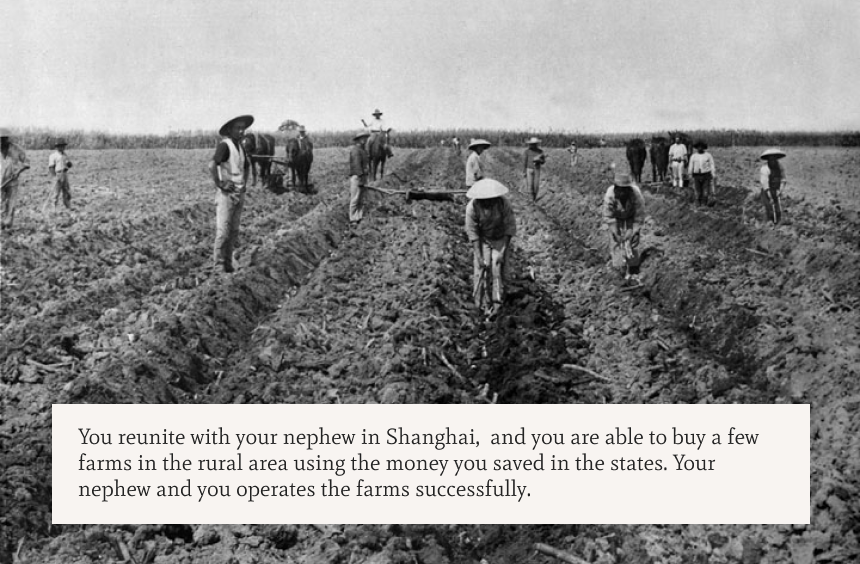 You reunite with your nephew in Shanghai,  and you are able to buy a few
farms in the rural area using the money you saved in the states. Your
nephew and you operates the farms successfully.